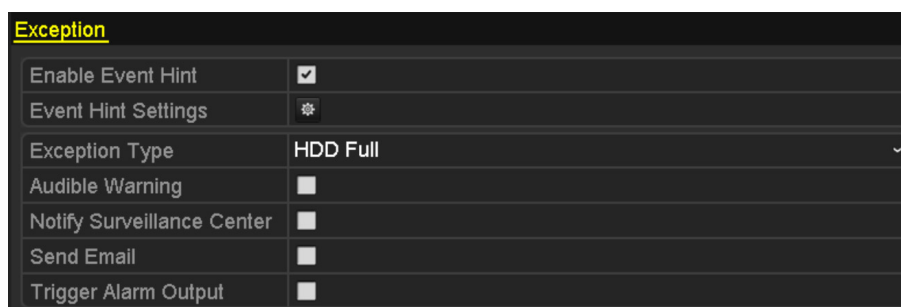 Exception
Enable Event Hint
Event Hint Settings
Exception Type HDD Full
Audible Warning
Notify Surveillance Center
Send Email
Trigger Alarm Output